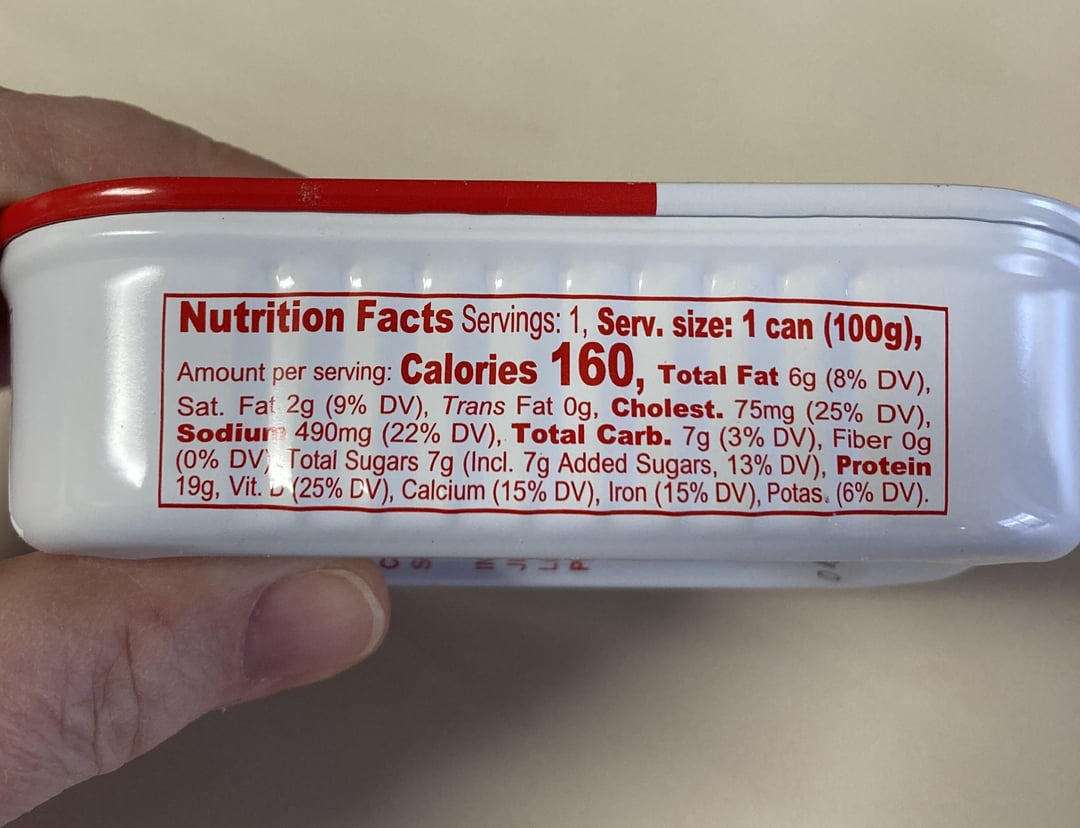 Nutrition Facts Servings: 1, Serv. size: 1 can (100g),
Amount per serving: Calories 160, Total Fat 6g (8% DV),
Sat. Fat 2g (9% DV), Trans Fat 0g, Cholest. 75mg (25% DV),
Sodium 490mg (22% DV), Total Carb. 7g (3% DV), Fiber 0g
(0% DV), Total Sugars 7g (Incl. 7g Added Sugars, 13% DV), Protein
19g, Vit. D (25% DV), Calcium (15% DV), Iron (15% DV), Potas. (6% DV).